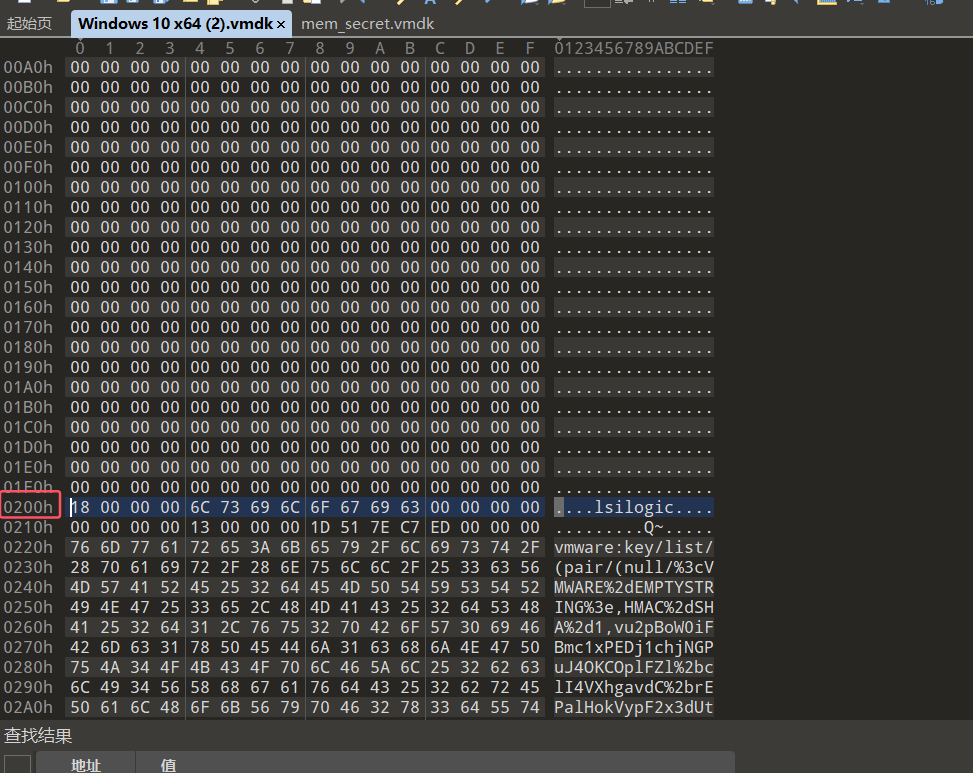 起始页 Windows 10 x64 (2).vmdk × mem_secret.vmdk
0 1 2 3 4 5 6 7 8 9 A B C D E F 0123456789ABCDEF
00A0h 00 00 00 00 00 00 00 00 00 00 00 00 00 00 00 00 ................
00B0h 00 00 00 00 00 00 00 00 00 00 00 00 00 00 00 00 ................
00C0h 00 00 00 00 00 00 00 00 00 00 00 00 00 00 00 00 ................
00D0h 00 00 00 00 00 00 00 00 00 00 00 00 00 00 00 00 ................
00E0h 00 00 00 00 00 00 00 00 00 00 00 00 00 00 00 00 ................
00F0h 00 00 00 00 00 00 00 00 00 00 00 00 00 00 00 00 ................
0100h 00 00 00 00 00 00 00 00 00 00 00 00 00 00 00 00 ................
0110h 00 00 00 00 00 00 00 00 00 00 00 00 00 00 00 00 ................
0120h 00 00 00 00 00 00 00 00 00 00 00 00 00 00 00 00 ................
0130h 00 00 00 00 00 00 00 00 00 00 00 00 00 00 00 00 ................
0140h 00 00 00 00 00 00 00 00 00 00 00 00 00 00 00 00 ................
0150h 00 00 00 00 00 00 00 00 00 00 00 00 00 00 00 00 ................
0160h 00 00 00 00 00 00 00 00 00 00 00 00 00 00 00 00 ................
0170h 00 00 00 00 00 00 00 00 00 00 00 00 00 00 00 00 ................
0180h 00 00 00 00 00 00 00 00 00 00 00 00 00 00 00 00 ................
0190h 00 00 00 00 00 00 00 00 00 00 00 00 00 00 00 00 ................
01A0h 00 00 00 00 00 00 00 00 00 00 00 00 00 00 00 00 ................
01B0h 00 00 00 00 00 00 00 00 00 00 00 00 00 00 00 00 ................
01C0h 00 00 00 00 00 00 00 00 00 00 00 00 00 00 00 00 ................
01D0h 00 00 00 00 00 00 00 00 00 00 00 00 00 00 00 00 ................
01E0h 00 00 00 00 00 00 00 00 00 00 00 00 00 00 00 00 ................
01F0h 00 00 00 00 00 00 00 00 00 00 00 00 00 00 00 00 ................
0200h 18 00 00 00 6C 73 69 6C 6F 67 69 63 00 00 00 00 ....lsilogic....
0210h 00 00 00 00 13 00 00 00 1D 51 7E C7 ED 00 00 00 .........Q~.....
0220h 76 6D 77 61 72 65 3A 6B 65 79 2F 6C 69 73 74 2F vmware:key/list/
0230h 28 70 61 69 72 2F 28 6E 75 6C 6C 2F 25 33 63 56 (pair/(null/%3cV
0240h 4D 57 41 52 45 25 32 64 45 4D 50 54 59 53 54 52 MWARE%2dEMPTYSTR
0250h 49 4E 47 25 33 65 2C 48 4D 41 43 25 32 64 53 48 ING%3e,HMAC%2dSH
0260h 41 25 32 64 31 2C 76 75 32 70 42 6F 57 30 69 46 A%2d1,vu2pBoW0iF
0270h 42 6D 63 31 78 50 45 44 6A 31 63 68 6A 4E 47 50 Bmc1xPEDj1chjNGP
0280h 75 4A 34 4F 4B 43 4F 70 6C 46 5A 6C 25 32 62 63 uJ4OKCOplFZl%2bc
0290h 6C 49 34 56 58 68 67 61 76 64 43 25 32 62 72 45 lI4VXhgavdC%2brE
02A0h 50 61 6C 48 6F 6B 56 79 70 46 32 78 33 64 55 74 PalHokVypF2x3dUt
查找结果
地址 值